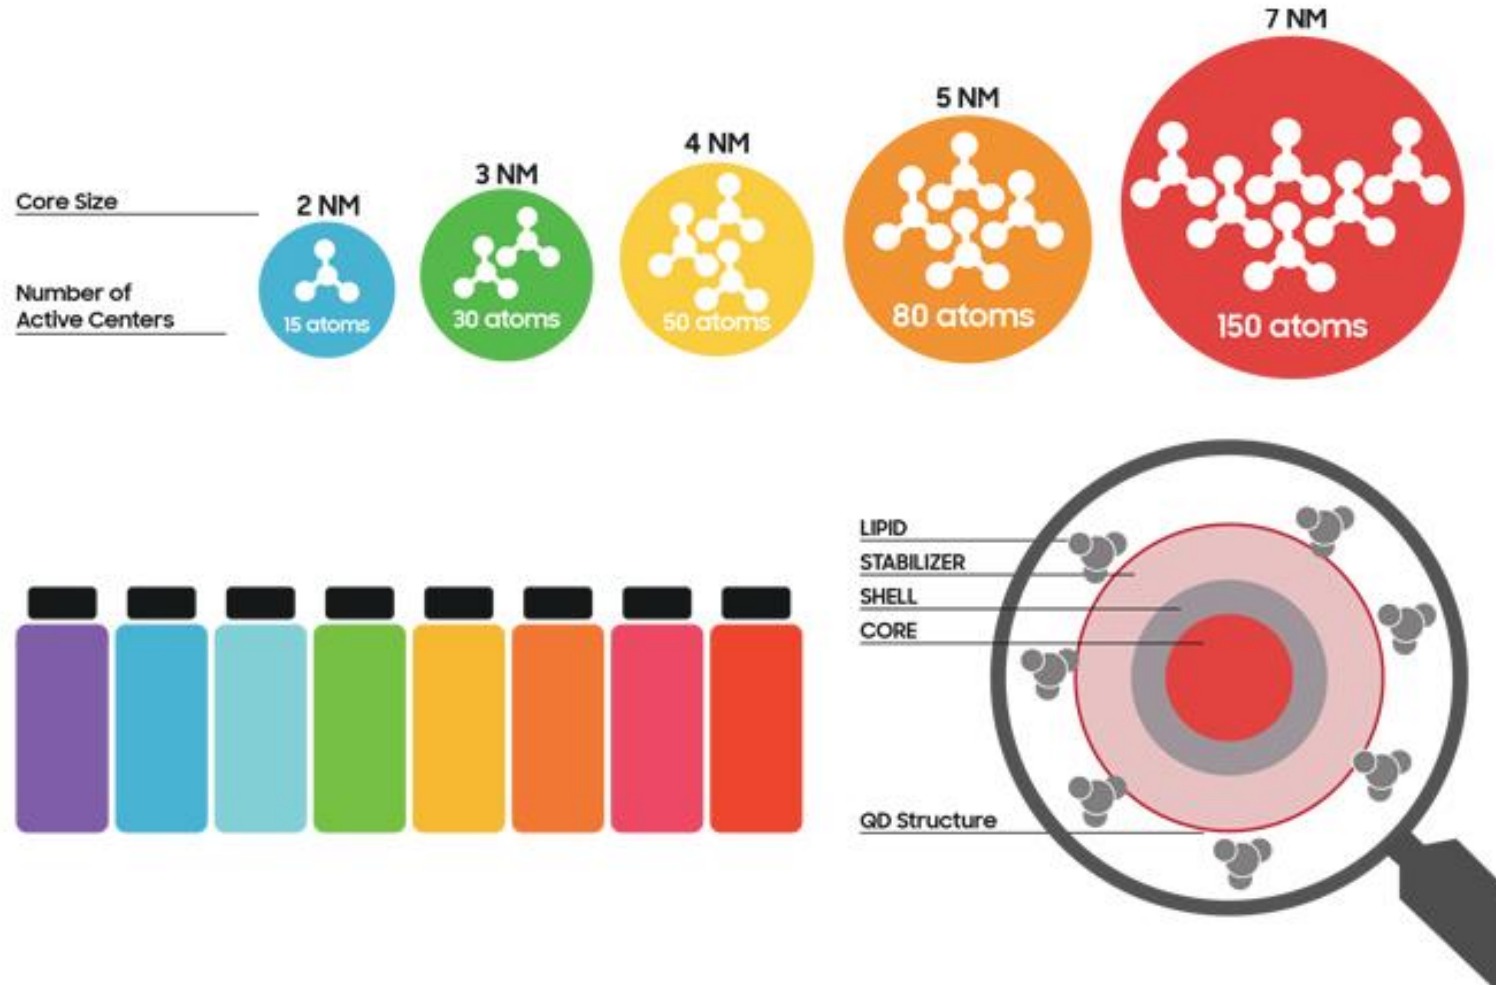 7 NM
5 NM
4 NM
3 NM
2 NM
Core Size
Number of
Active Centers
15 atoms
30 atoms
50 atoms
80 atoms
150 atoms
LIPID
STABILIZER
SHELL
CORE
QD Structure